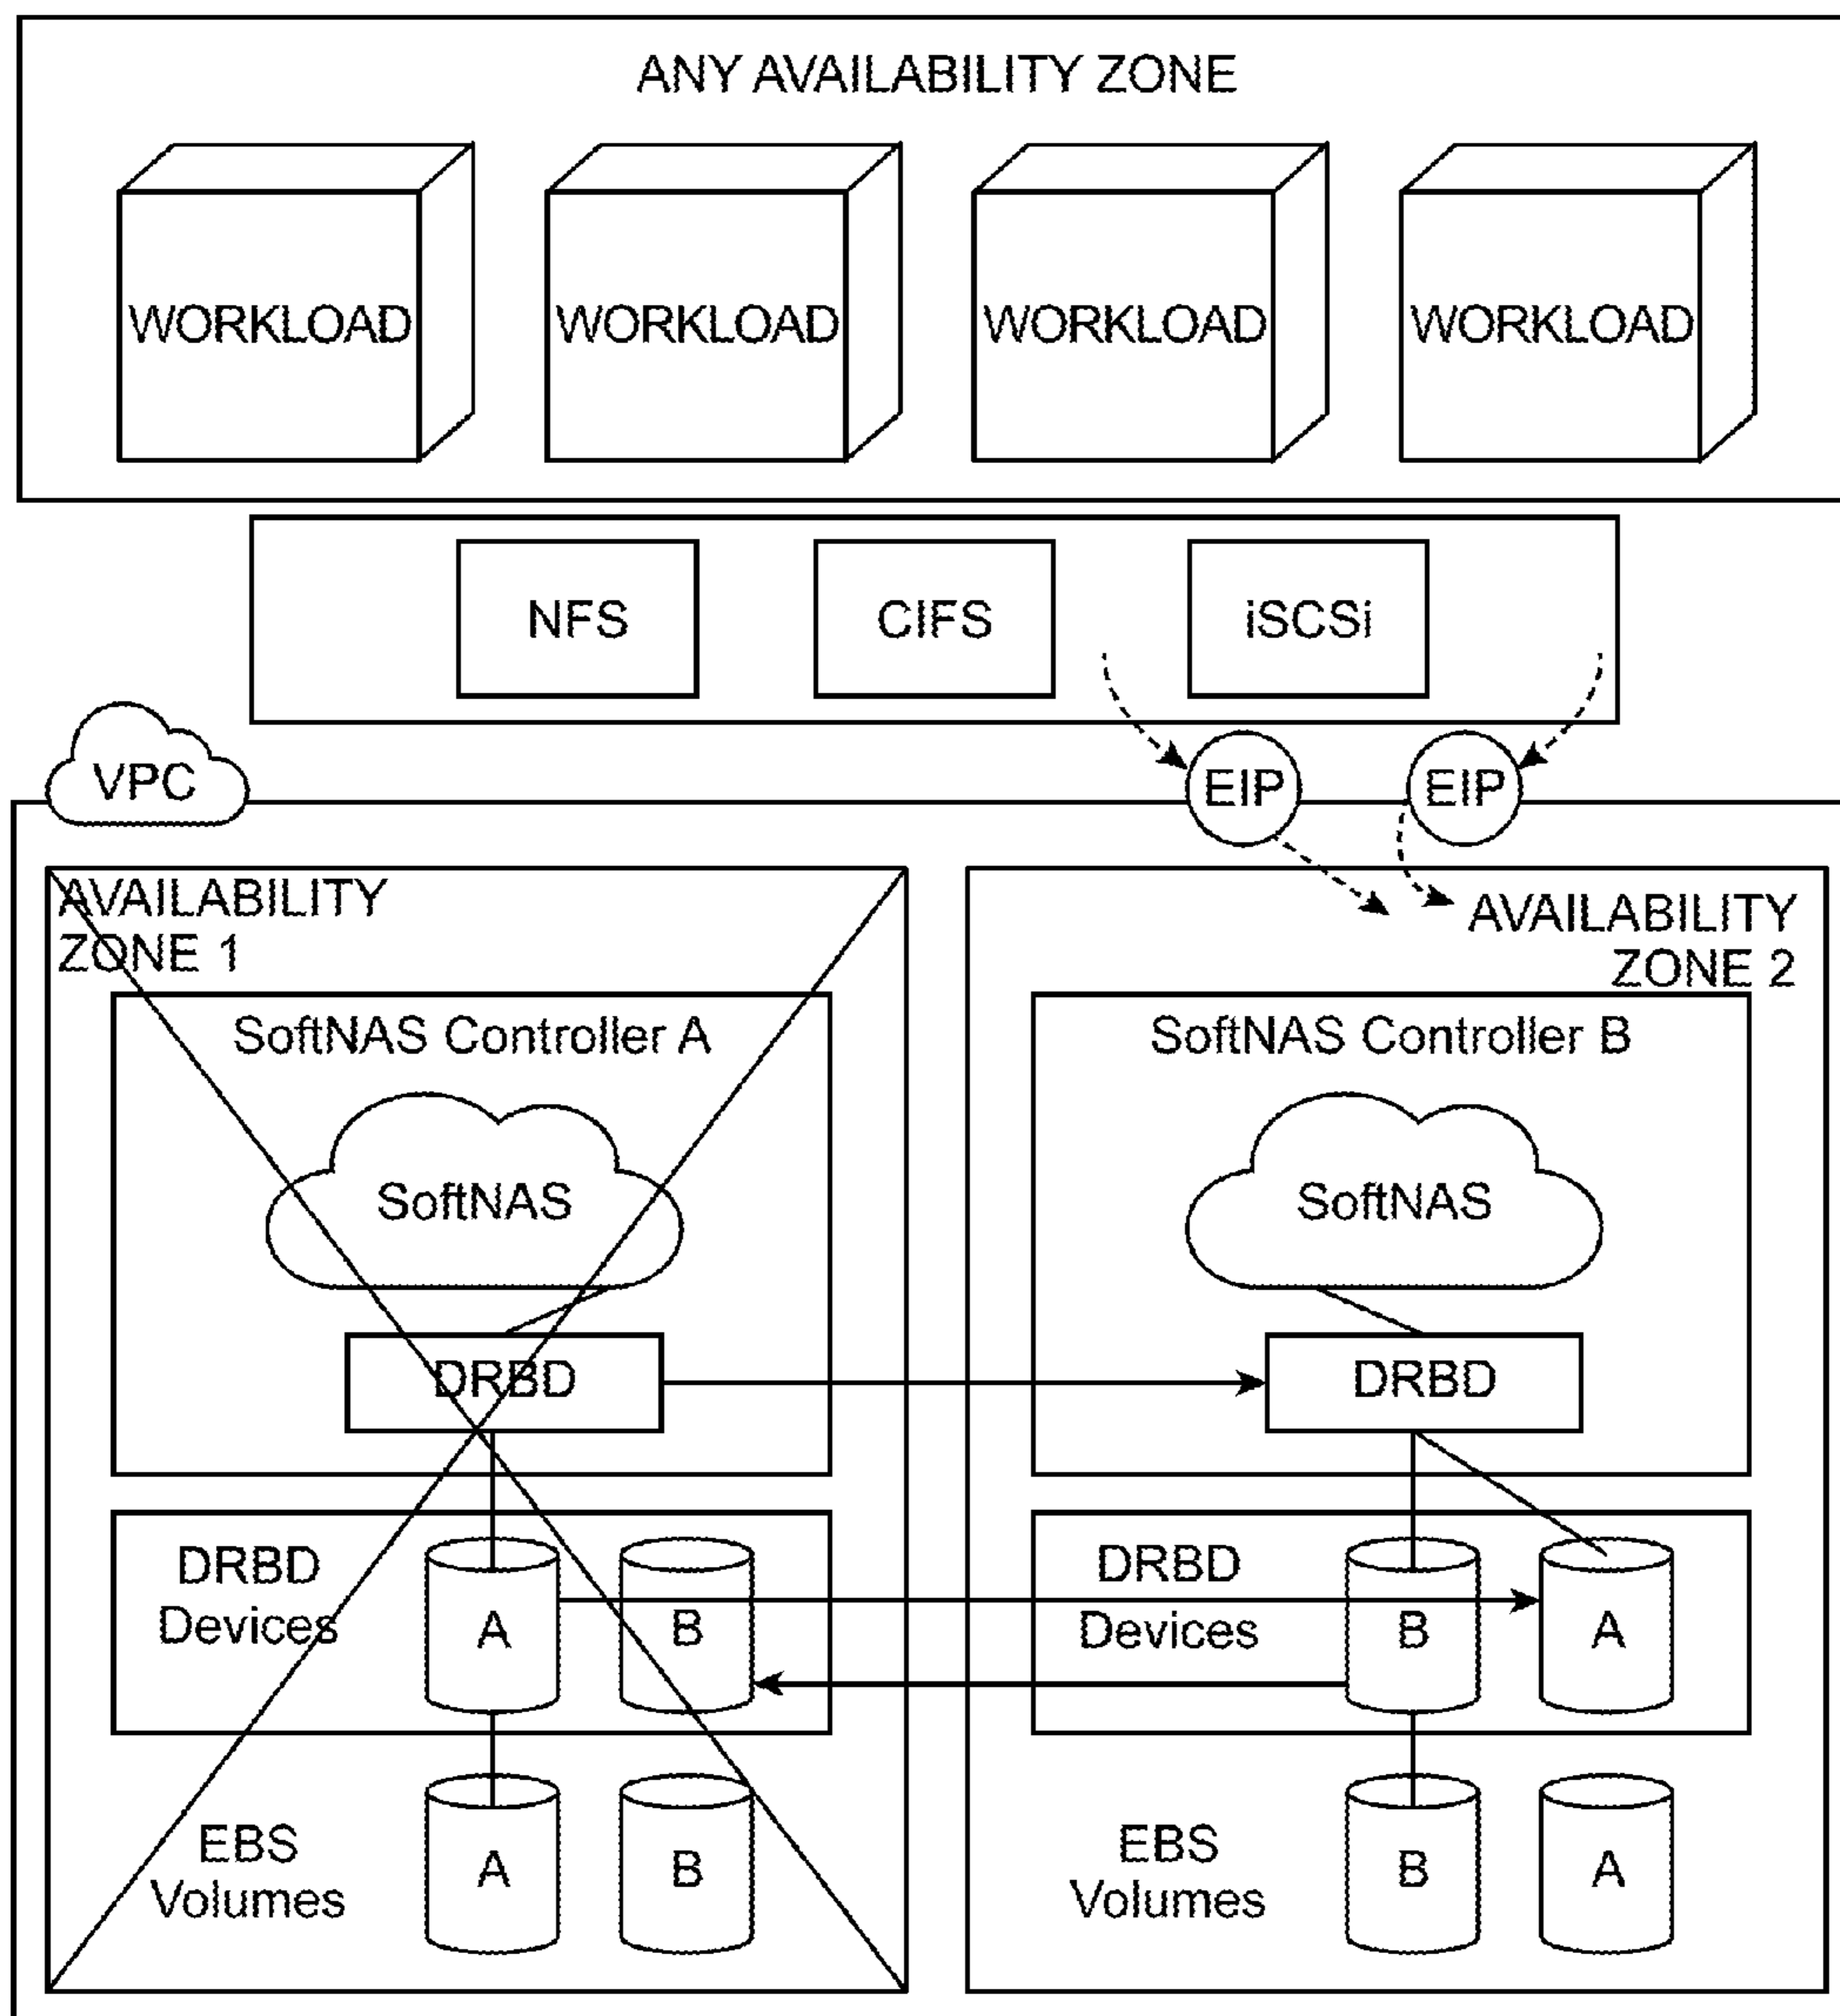 ANY AVAILABILITY ZONE
WORKLOAD
WORKLOAD
WORKLOAD
WORKLOAD
NFS
CIFS
iSCSi
VPC
EIP
EIP
AVAILABILITY
ZONE 1
SoftNAS Controller A
SoftNAS
DRBD
DRBD
Devices
A
B
EBS
Volumes
A
B
AVAILABILITY
ZONE 2
SoftNAS Controller B
SoftNAS
DRBD
DRBD
Devices
B
A
EBS
Volumes
B
A